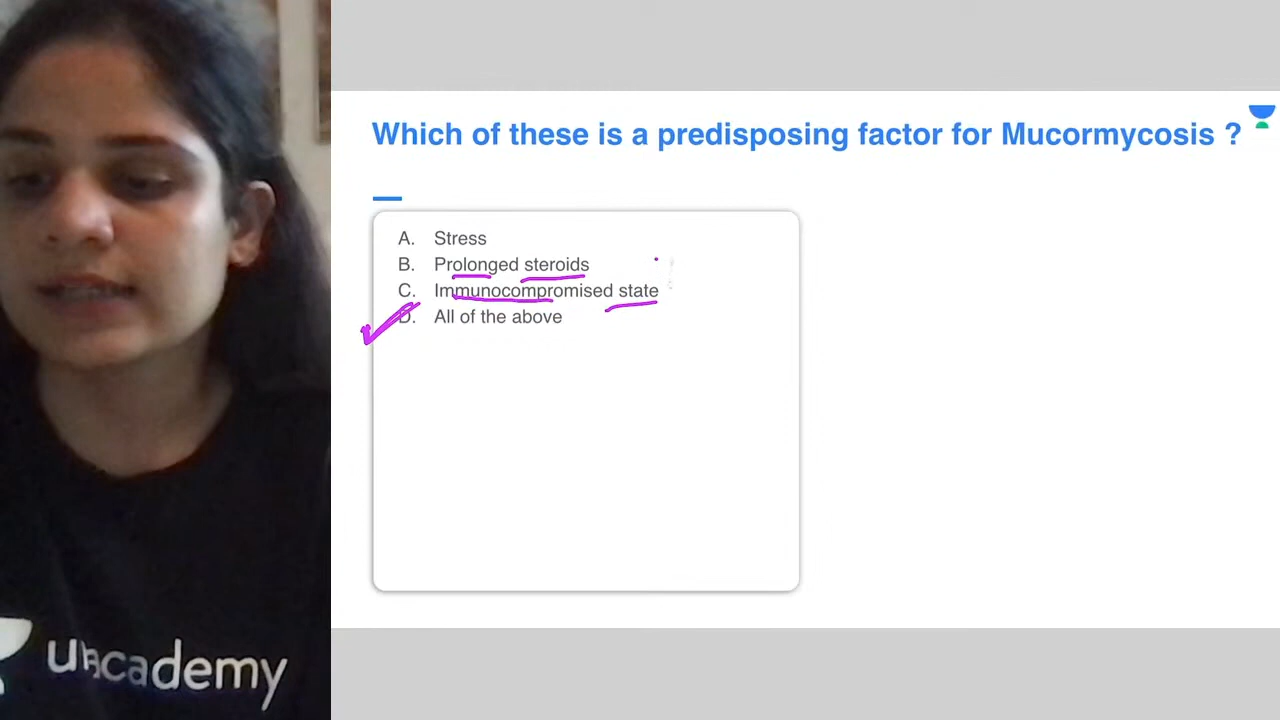 Which of these is a predisposing factor for Mucormycosis ?
A. Stress
B. Prolonged steroids
C. Immunocompromised state
D. All of the above
unacademy